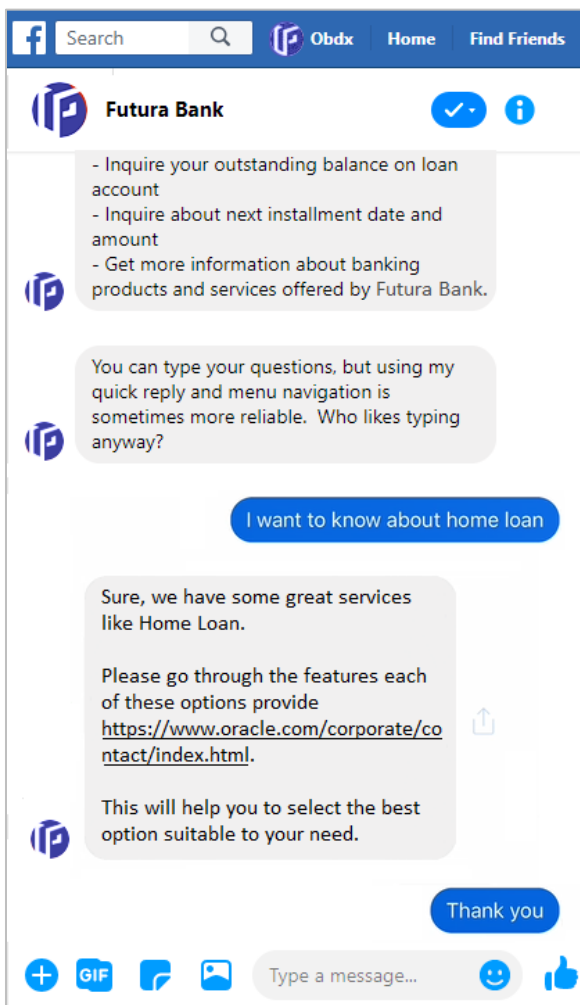 Search
Obdx
Home
Find Friends
Futura Bank
- Inquire your outstanding balance on loan
account
- Inquire about next installment date and
amount
- Get more information about banking
products and services offered by Futura Bank.
You can type your questions, but using my
quick reply and menu navigation is
sometimes more reliable.  Who likes typing
anyway?
I want to know about home loan
Sure, we have some great services
like Home Loan.
Please go through the features each
of these options provide
https://www.oracle.com/corporate/co
ntact/index.html.
This will help you to select the best
option suitable to your need.
Thank you
GIF
Type a message...